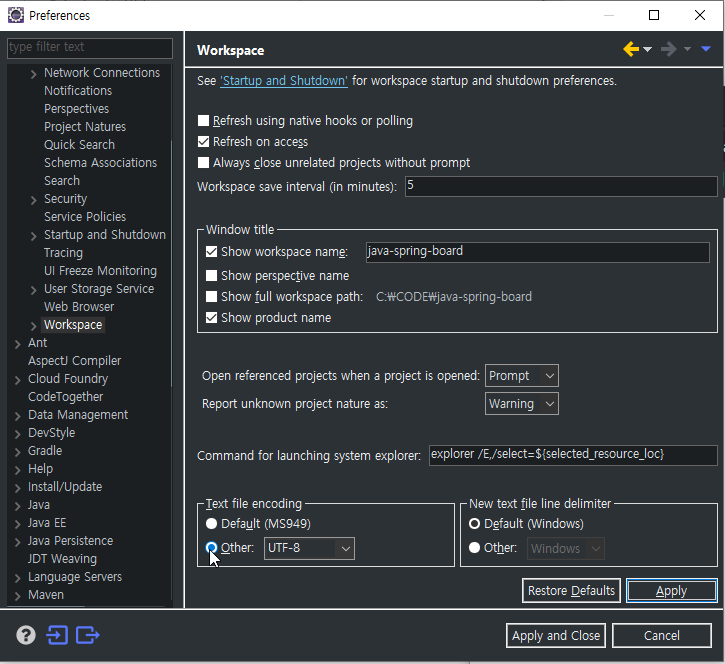 Preferences
type filter text
Network Connections
Notifications
Perspectives
Project Natures
Quick Search
Schema Associations
Search
Security
Service Policies
Startup and Shutdown
Tracing
UI Freeze Monitoring
User Storage Service
Web Browser
Workspace
Ant
AspectJ Compiler
Cloud Foundry
CodeTogether
Data Management
DevStyle
Gradle
Help
Install/Update
Java
Java EE
Java Persistence
JDT Weaving
Language Servers
Maven
Workspace
See 'Startup and Shutdown' for workspace startup and shutdown preferences.
Refresh using native hooks or polling
Refresh on access
Always close unrelated projects without prompt
Workspace save interval (in minutes): 5
Window title
Show workspace name: java-spring-board
Show perspective name
Show full workspace path: C:₩CODE₩java-spring-board
Show product name
Open referenced projects when a project is opened: Prompt
Report unknown project nature as: Warning
Command for launching system explorer: explorer /E,/select=${selected_resource_loc}
Text file encoding
Default (MS949)
Other: UTF-8
New text file line delimiter
Default (Windows)
Other: Windows
Restore Defaults Apply
Apply and Close Cancel